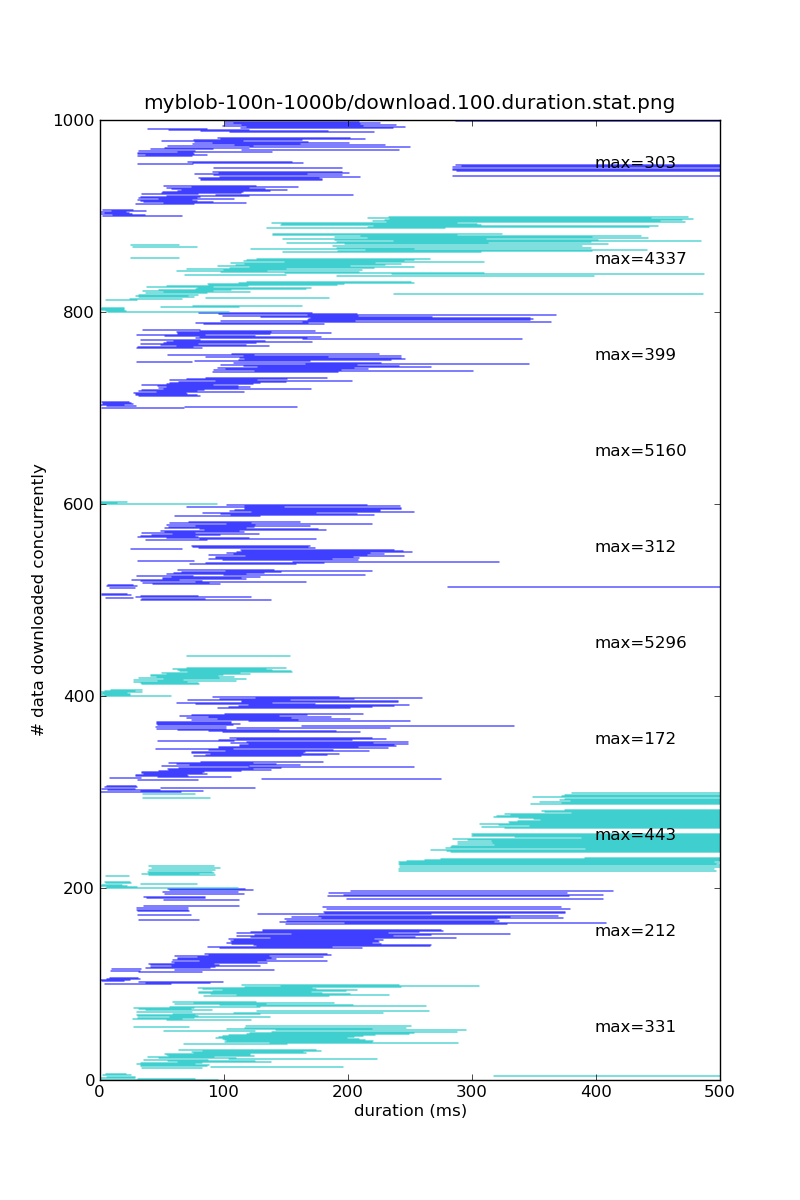 myblob-100n-1000b/download.100.duration.stat.png
1000
max=303
max=4337
800
max=399
max=5160
# data downloaded concurrently
600
max=312
max=5296
400
max=172
max=443
200
max=212
max=331
0
0 100 200 300 400 500
duration (ms)